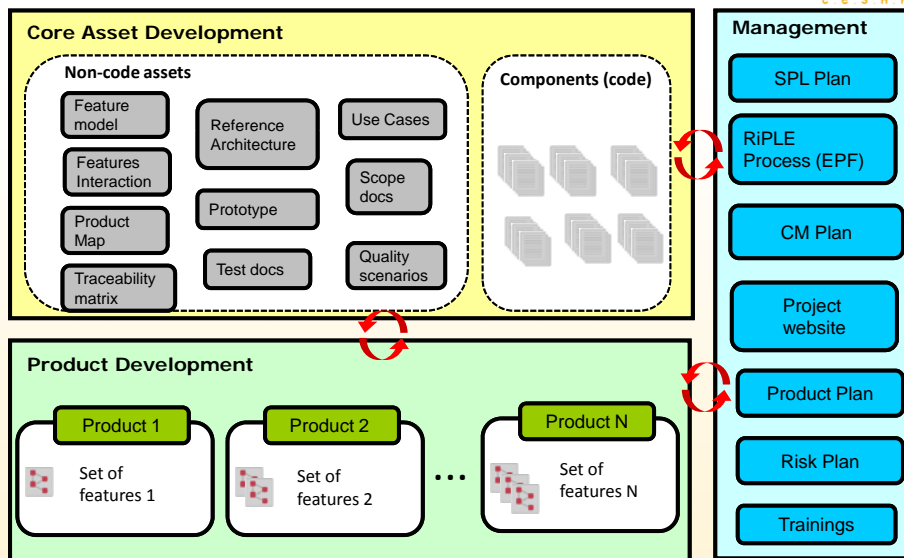 Core Asset Development
Non-code assets
Feature
model
Features
Interaction
Product
Map
Traceability
matrix
Reference
Architecture
Prototype
Test docs
Use Cases
Scope
docs
Quality
scenarios
Components (code)
Product Development
Product 1
Set of
features 1
Product 2
Set of
features 2
...
Product N
Set of
features N
Management
SPL Plan
RiPLE
Process (EPF)
CM Plan
Project
website
Product Plan
Risk Plan
Trainings